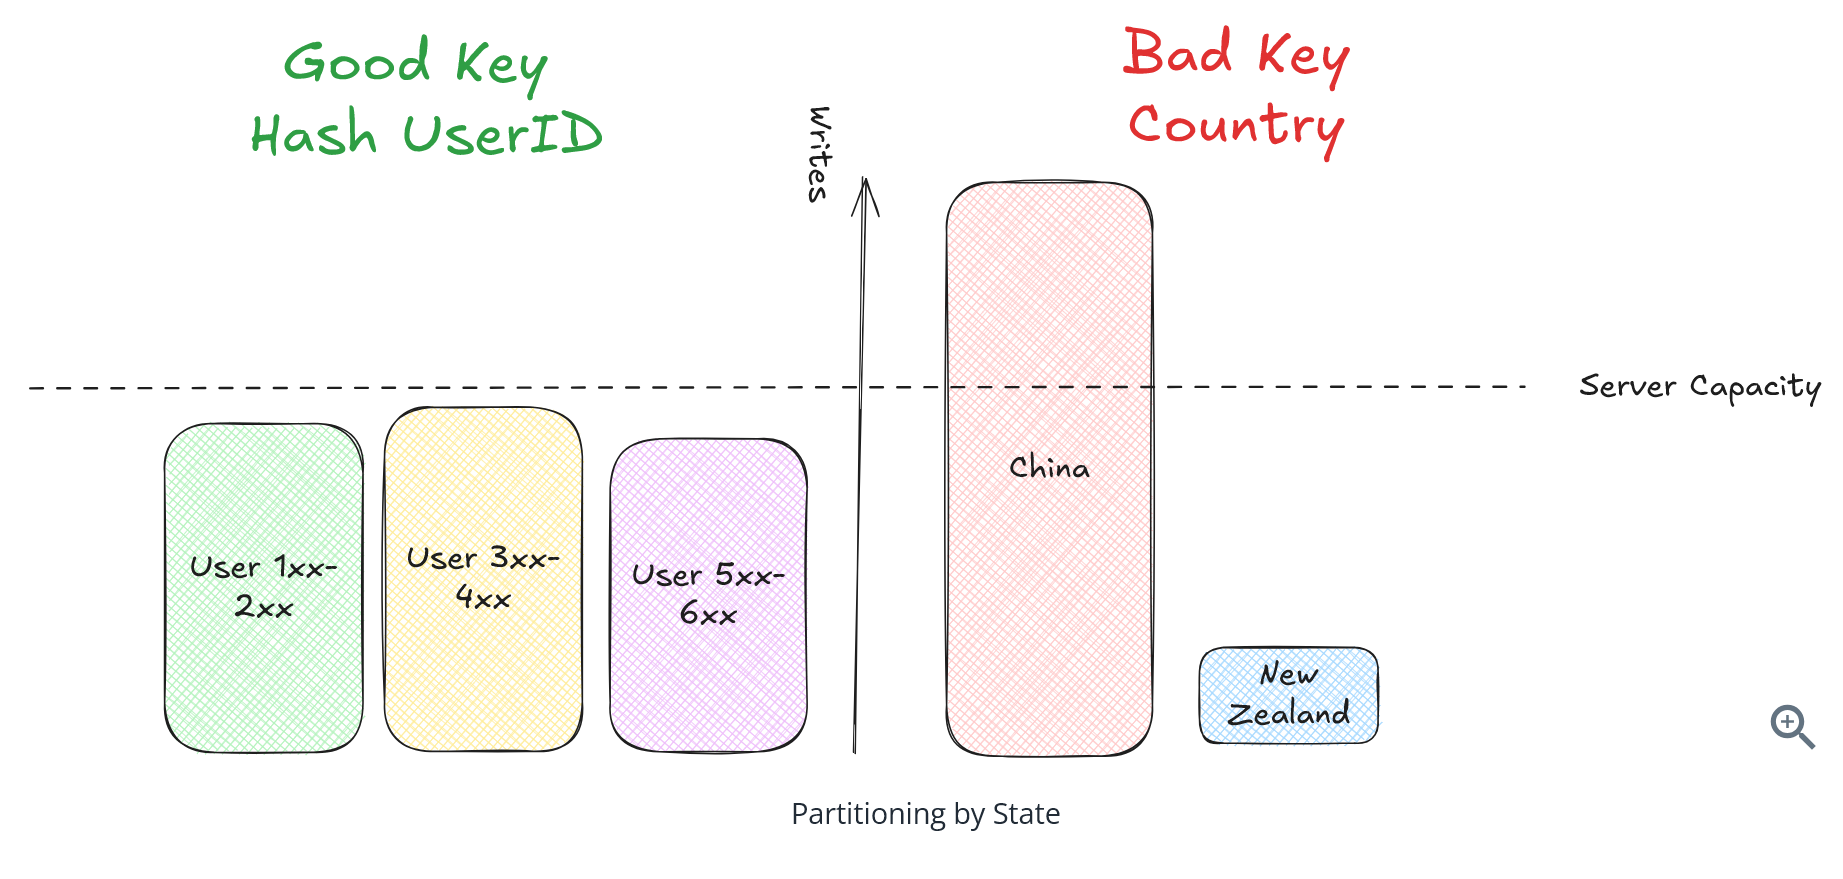 Good Key
Hash UserID
Bad Key
Country
Writes
Server Capacity
User 1xx-
2xx
User 3xx-
4xx
User 5xx-
6xx
China
New
Zealand
Partitioning by State